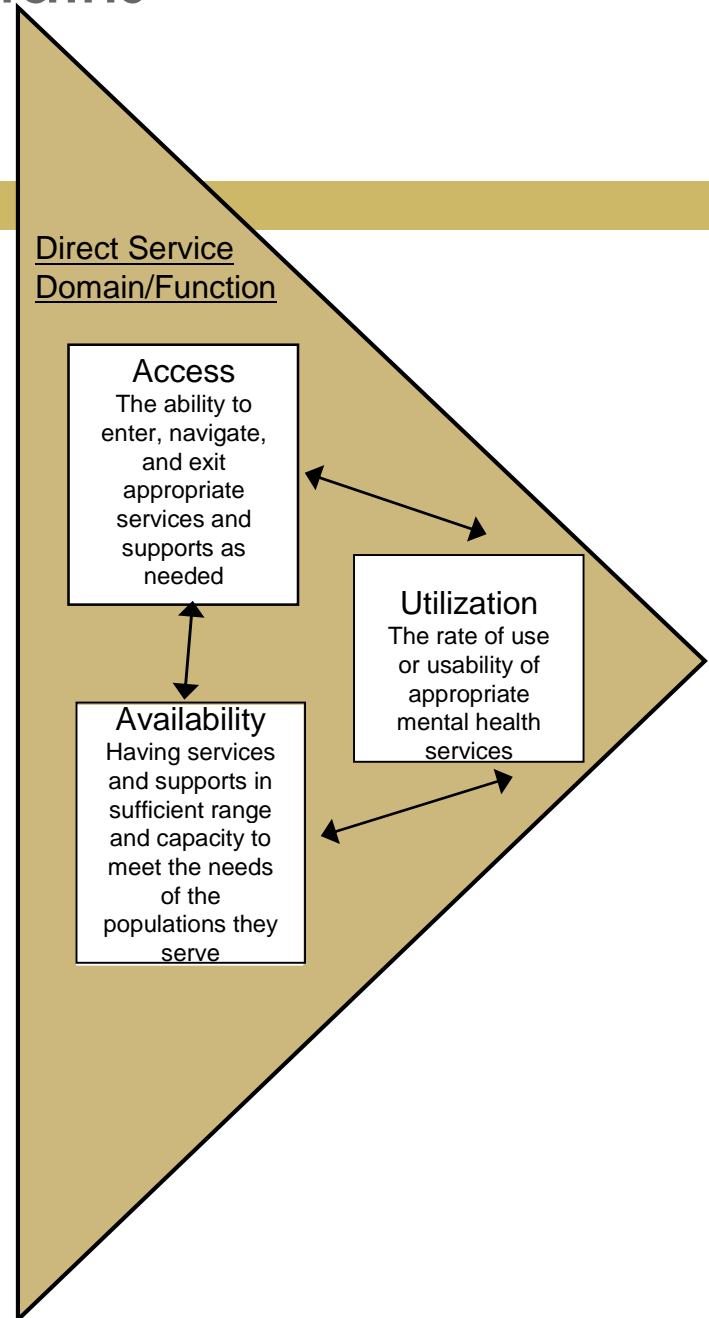 Direct Service
Domain/Function
Access
The ability to
enter, navigate,
and exit
appropriate
services and
supports as
needed
Utilization
The rate of use
or usability of
appropriate
mental health
services
Availability
Having services
and supports in
sufficient range
and capacity to
meet the needs
of the
populations they
serve